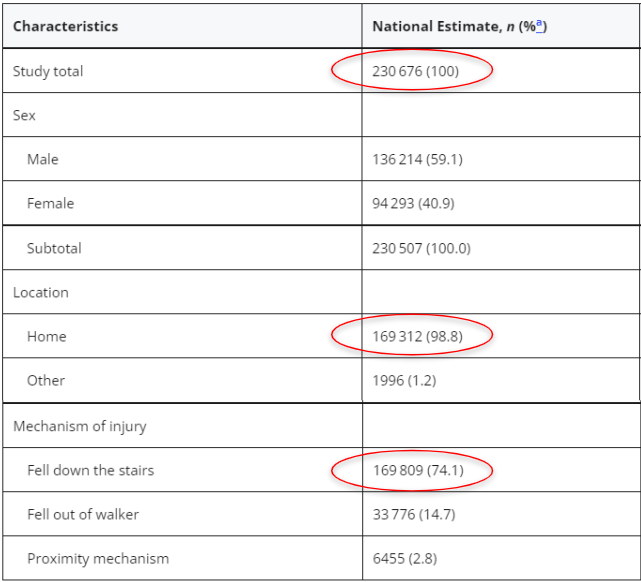 Characteristics National Estimate, n (%a)
Study total 230 676 (100)
Sex
Male 136 214 (59.1)
Female 94 293 (40.9)
Subtotal 230 507 (100.0)
Location
Home 169 312 (98.8)
Other 1996 (1.2)
Mechanism of injury
Fell down the stairs 169 809 (74.1)
Fell out of walker 33 776 (14.7)
Proximity mechanism 6455 (2.8)